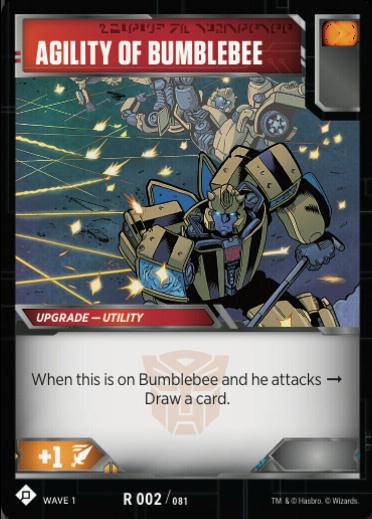 AGILITY OF BUMBLEBEE
UPGRADE — UTILITY
When this is on Bumblebee and he attacks →
Draw a card.
+1
WAVE 1
R 002 / 081
TM & © Hasbro. © Wizards.